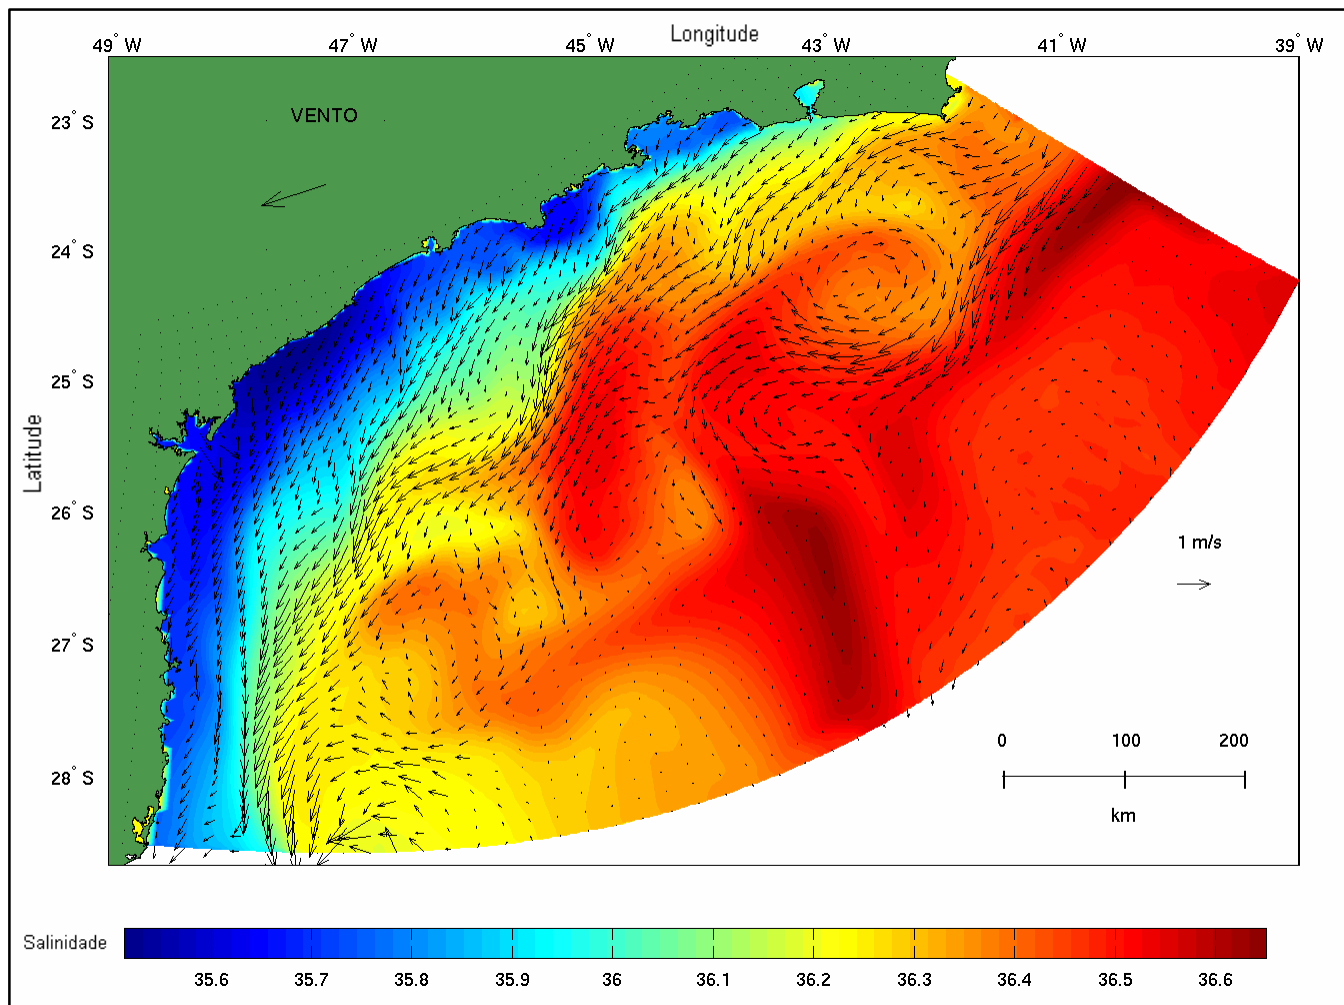 Longitude
49° W 47° W 45° W 43° W 41° W 39° W
VENTO
23° S
24° S
25° S
Latitude
26° S
1 m/s
27° S
0 100 200
28° S
km
Salinidade
35.6 35.7 35.8 35.9 36 36.1 36.2 36.3 36.4 36.5 36.6